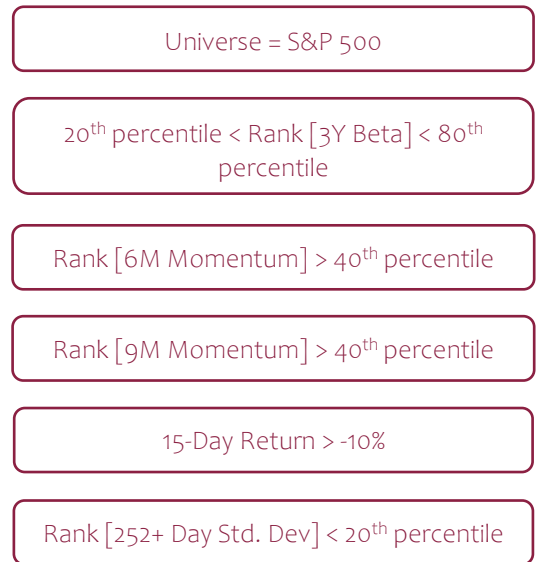 Universe = S&P 500
20th percentile < Rank [3Y Beta] < 80th
percentile
Rank [6M Momentum] > 40th percentile
Rank [9M Momentum] > 40th percentile
15-Day Return > -10%
Rank [252+ Day Std. Dev] < 20th percentile